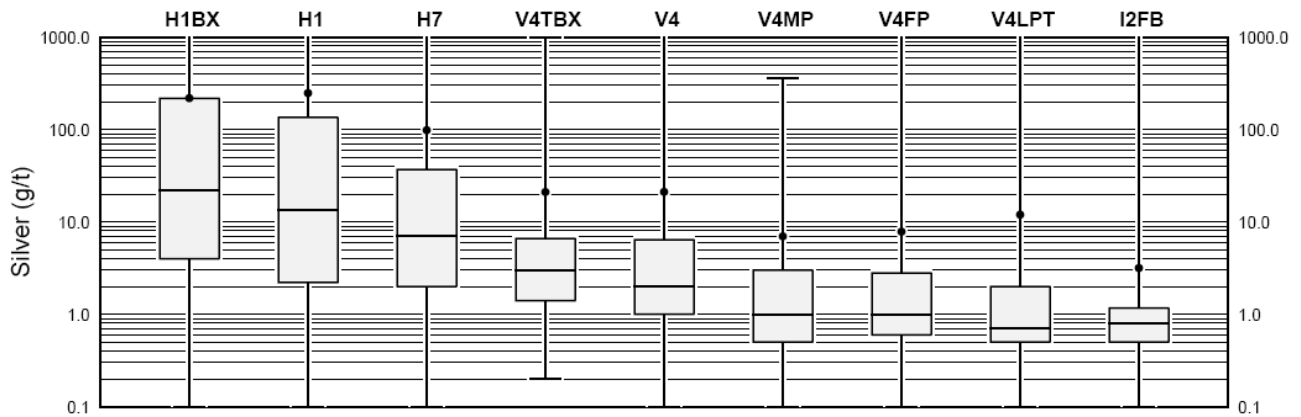 H1BX H1 H7 V4TBX V4 V4MP V4FP V4LPT I2FB
1000.0 1000.0
100.0 100.0
Silver (g/t)
10.0 10.0
1.0 1.0
0.1 0.1